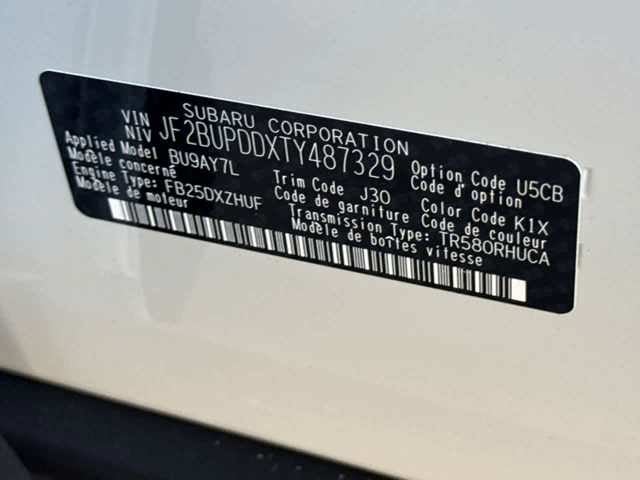 SUBARU CORPORATION
VIN
NIV JF2BUPDDXTY487329
Applied Model BU9AY7L Trim Code J30 Option Code U5CB
Modèle concerné Code de garniture Code d'option
Engine Type: FB25DXZHUF Color Code K1X
Modèle de moteur Code de couleur
Transmission Type: TR580RHUCA
Modèle de boîtes vitesse